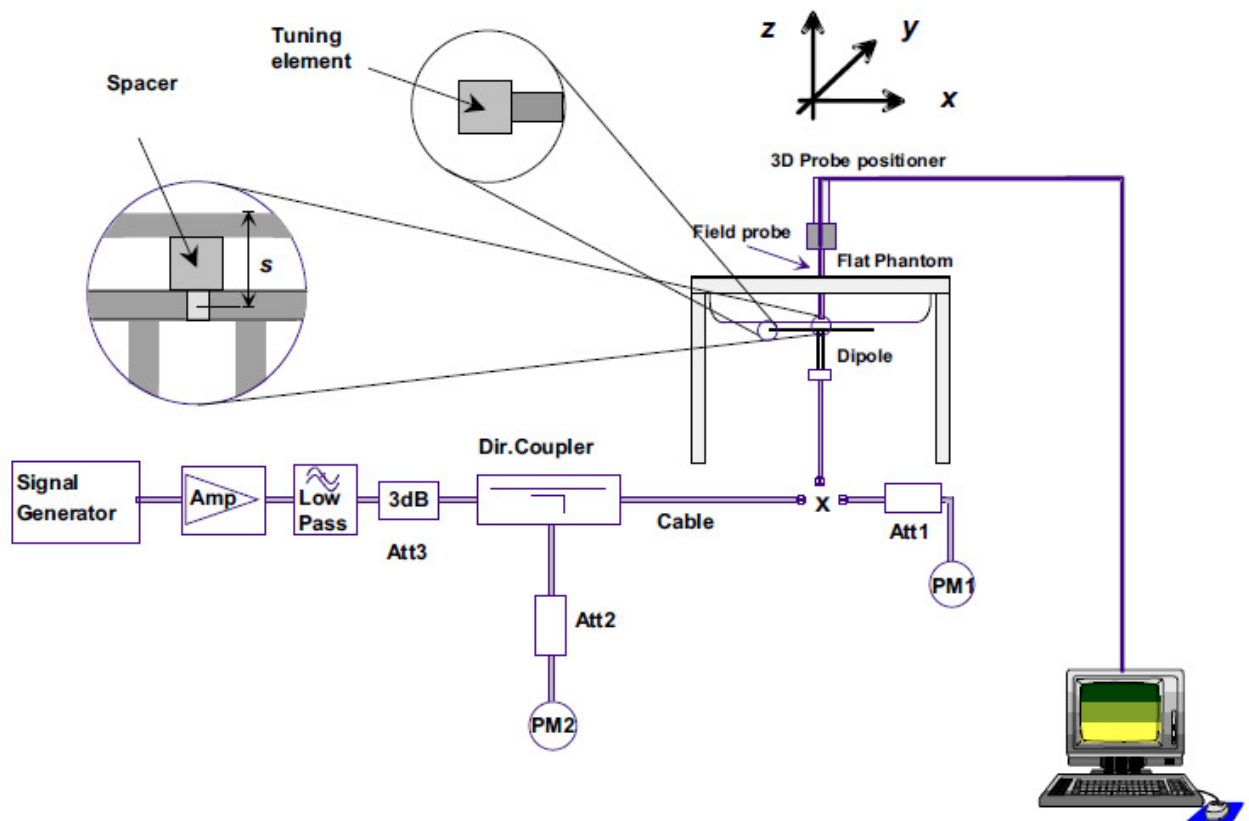 Tuning
element
Spacer
z
y
x
3D Probe positioner
Field probe
Flat Phantom
s
Dipole
Dir.Coupler
Signal
Generator
Amp
Low
Pass
3dB
Att3
Cable
X
Att1
PM1
Att2
PM2